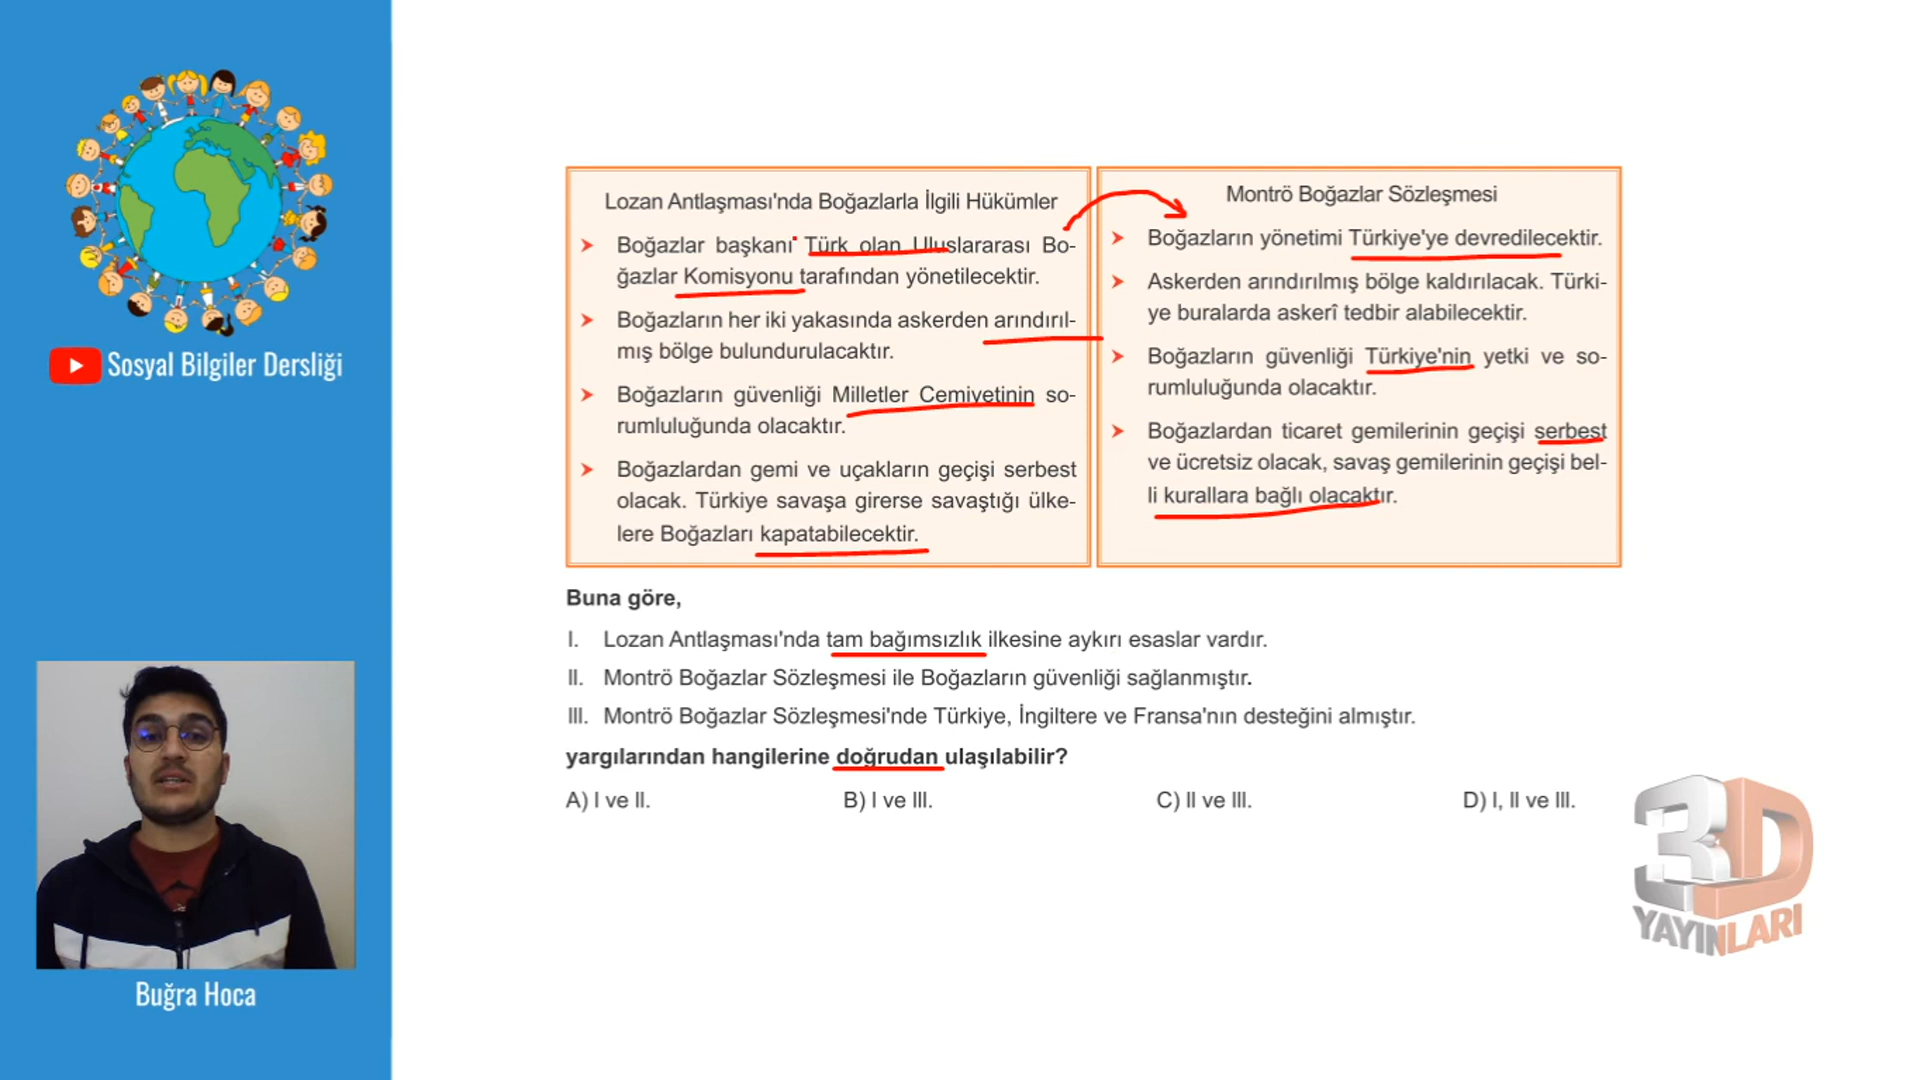 Sosyal Bilgiler Dersliği
Buğra Hoca
Lozan Antlaşması'nda Boğazlarla İlgili Hükümler
Boğazlar başkanı Türk olan Uluslararası Bo-
ğazlar Komisyonu tarafından yönetilecektir.
Boğazların her iki yakasında askerden arındırıl-
mış bölge bulundurulacaktır.
Boğazların güvenliği Milletler Cemiyetinin so-
rumluluğunda olacaktır.
Boğazlardan gemi ve uçakların geçişi serbest
olacak. Türkiye savaşa girerse savaştığı ülke-
lere Boğazları kapatabilecektir.
Montrö Boğazlar Sözleşmesi
Boğazların yönetimi Türkiye'ye devredilecektir.
Askerden arındırılmış bölge kaldırılacak. Türki-
ye buralarda askerî tedbir alabilecektir.
Boğazların güvenliği Türkiye'nin yetki ve so-
rumluluğunda olacaktır.
Boğazlardan ticaret gemilerinin geçişi serbest
ve ücretsiz olacak, savaş gemilerinin geçişi bel-
li kurallara bağlı olacaktır.
Buna göre,
I. Lozan Antlaşması'nda tam bağımsızlık ilkesine aykırı esaslar vardır.
II. Montrö Boğazlar Sözleşmesi ile Boğazların güvenliği sağlanmıştır.
III. Montrö Boğazlar Sözleşmesi'nde Türkiye, İngiltere ve Fransa'nın desteğini almıştır.
yargılarından hangilerine doğrudan ulaşılabilir?
A) I ve II. B) I ve III. C) II ve III. D) I, II ve III.
3D
YAYINLARI